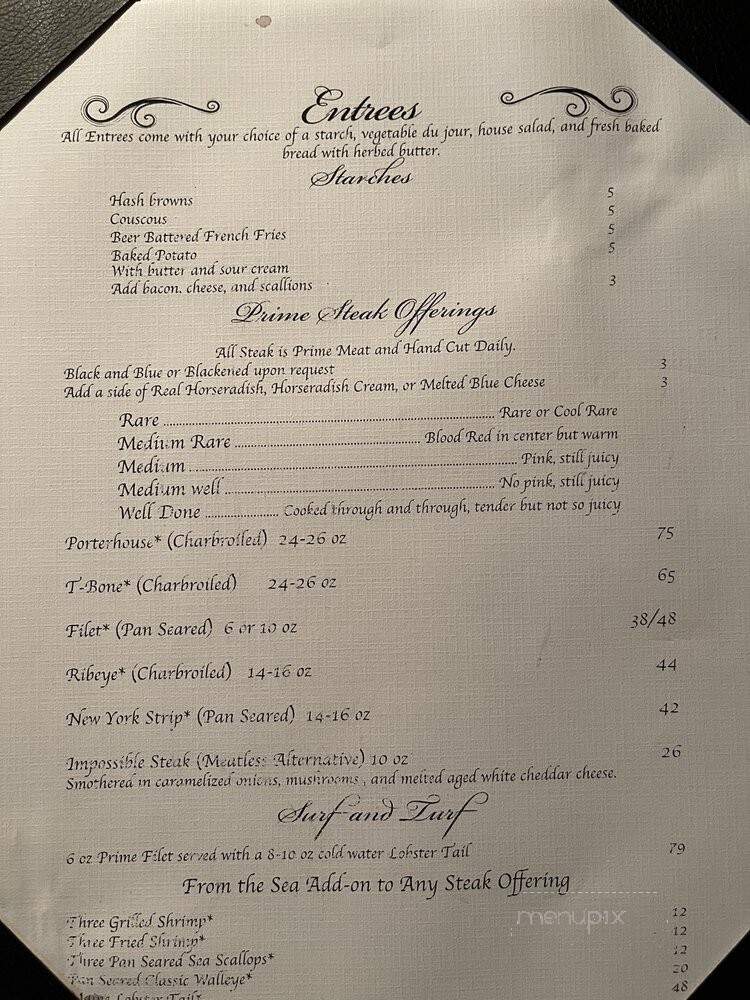 Entrees
All Entrees come with your choice of a starch, vegetable du jour, house salad, and fresh baked
bread with herbed butter.
Starches
Hash browns 5
Couscous 5
Beer Battered French Fries 5
Baked Potato 5
With butter and sour cream
Add bacon, cheese, and scallions 3
Prime Steak Offerings
All Steak is Prime Meat and Hand Cut Daily.
Black and Blue or Blackened upon request 3
Add a side of Real Horseradish, Horseradish Cream, or Melted Blue Cheese 3
Rare ........ Rare or Cool Rare
Medium Rare ........ Blood Red in center but warm
Medium ........ Pink, still juicy
Medium well ........ No pink, still juicy
Well Done ........ Cooked through and through, tender but not so juicy
Porterhouse* (Charbroiled) 24-26 oz 75
T-Bone* (Charbroiled) 24-26 oz 65
Filet* (Pan Seared) 6 or 10 oz 38/48
Ribeye* (Charbroiled) 14-16 oz 44
New York Strip* (Pan Seared) 14-16 oz 42
Impossible Steak (Meatless Alternative) 10 oz 26
Smothered in caramelized onions, mushrooms, and melted aged white cheddar cheese.
Surf and Turf
6 oz Prime Filet served with a 8-10 oz cold water Lobster Tail 79
From the Sea Add-on to Any Steak Offering
menupix
Three Grilled Shrimp* 12
Three Fried Shrimp* 12
Three Pan Seared Sea Scallops* 12
Pan Seared Classic Walleye* 20
Maine Lobster Tail* 48